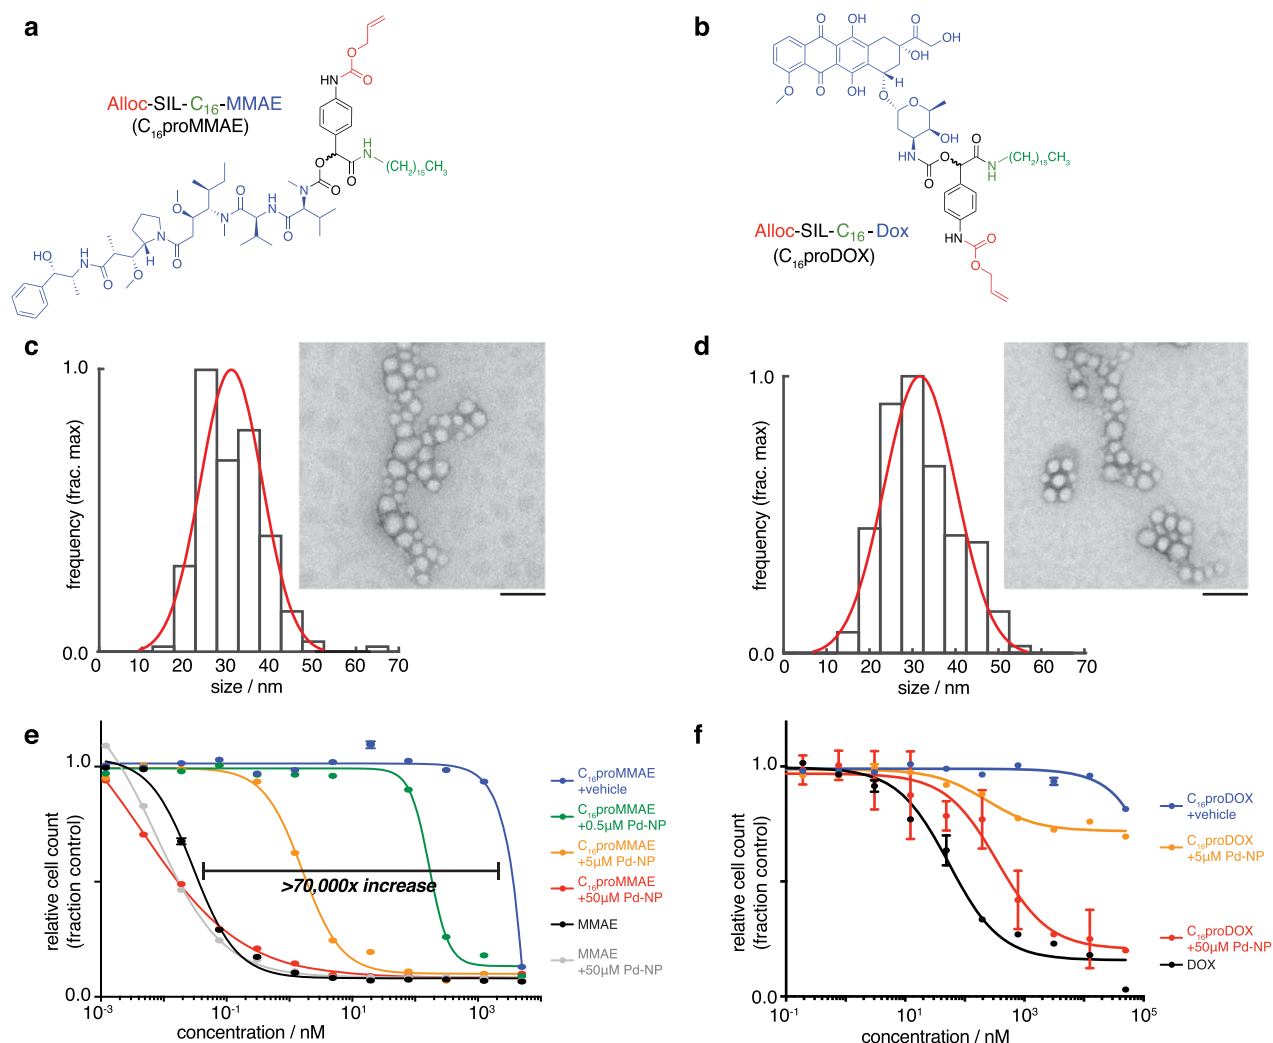 a
O
O
NH
O
Alloc-SIL-C16-MMAE
(C16proMMAE)
H
N
(CH2)15CH3
O
O
O
N
O
O
H
N
N
O
O
N
H
O
O
HO
NH
O
b
O
OH
O
OH
OH
O
O
OH
H
O
O
OH
HN
O
O
O
N
H
(CH2)15CH3
NH
O
O
Alloc-SIL-C16-Dox
(C16proDOX)
c
1.0
0.0
frequency (frac. max)
0 10 20 30 40 50 60 70
size / nm
d
1.0
0.0
frequency (frac. max)
0 10 20 30 40 50 60 70
size / nm
e
1.0
0.0
relative cell count
(fraction control)
>70,000x increase
10-3 10-1 101 103
concentration / nM
C16proMMAE
+vehicle
C16proMMAE
+0.5µM Pd-NP
C16proMMAE
+5µM Pd-NP
C16proMMAE
+50µM Pd-NP
MMAE
MMAE
+50µM Pd-NP
f
1.0
0.0
relative cell count
(fraction control)
10-1 101 103 105
concentration / nM
C16proDOX
+vehicle
C16proDOX
+5µM Pd-NP
C16proDOX
+50µM Pd-NP
DOX